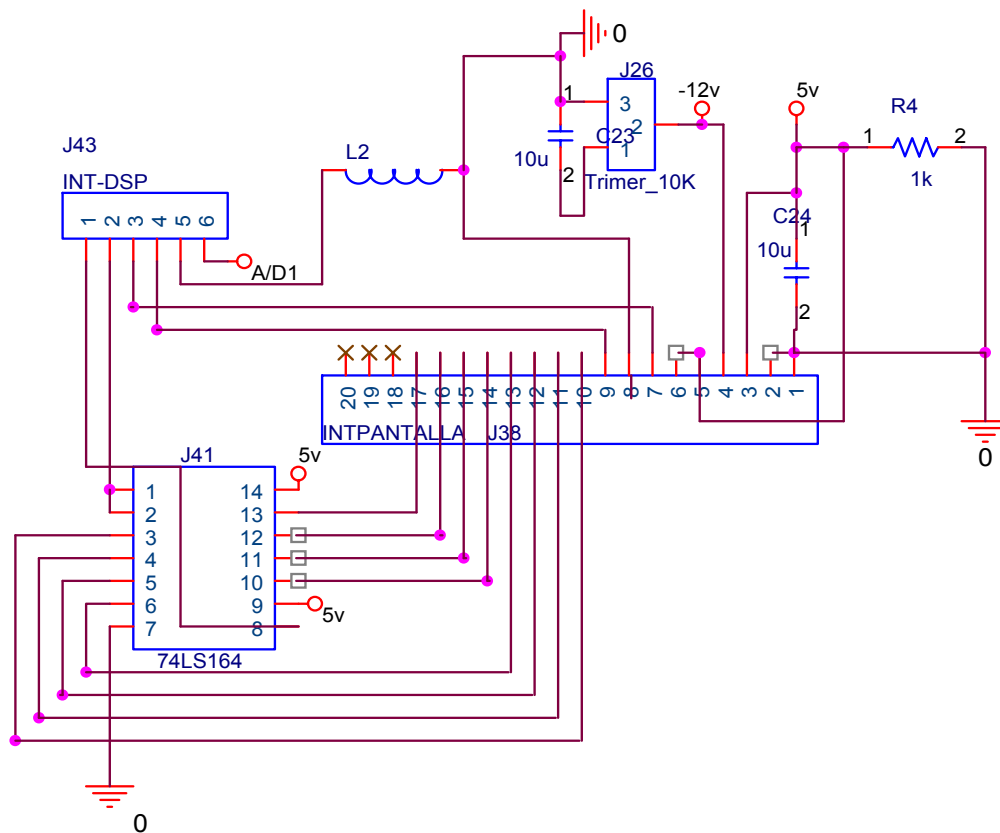 0
J26
-12v
5v
R4
1
3
1
2
J43
C23
2
L2
10u
1
1k
INT-DSP
2
Trimer_10K
C24
1
1 2 3 4 5 6
10u
A/D1
2
20 19 18 17 16 15 14 13 12 11 10 9 8 7 6 5 4 3 2 1
INTPANTALLA J38
J41
5v
0
1 14
2 13
3 12
4 11
5 10
6 9
5v
7 8
74LS164
0